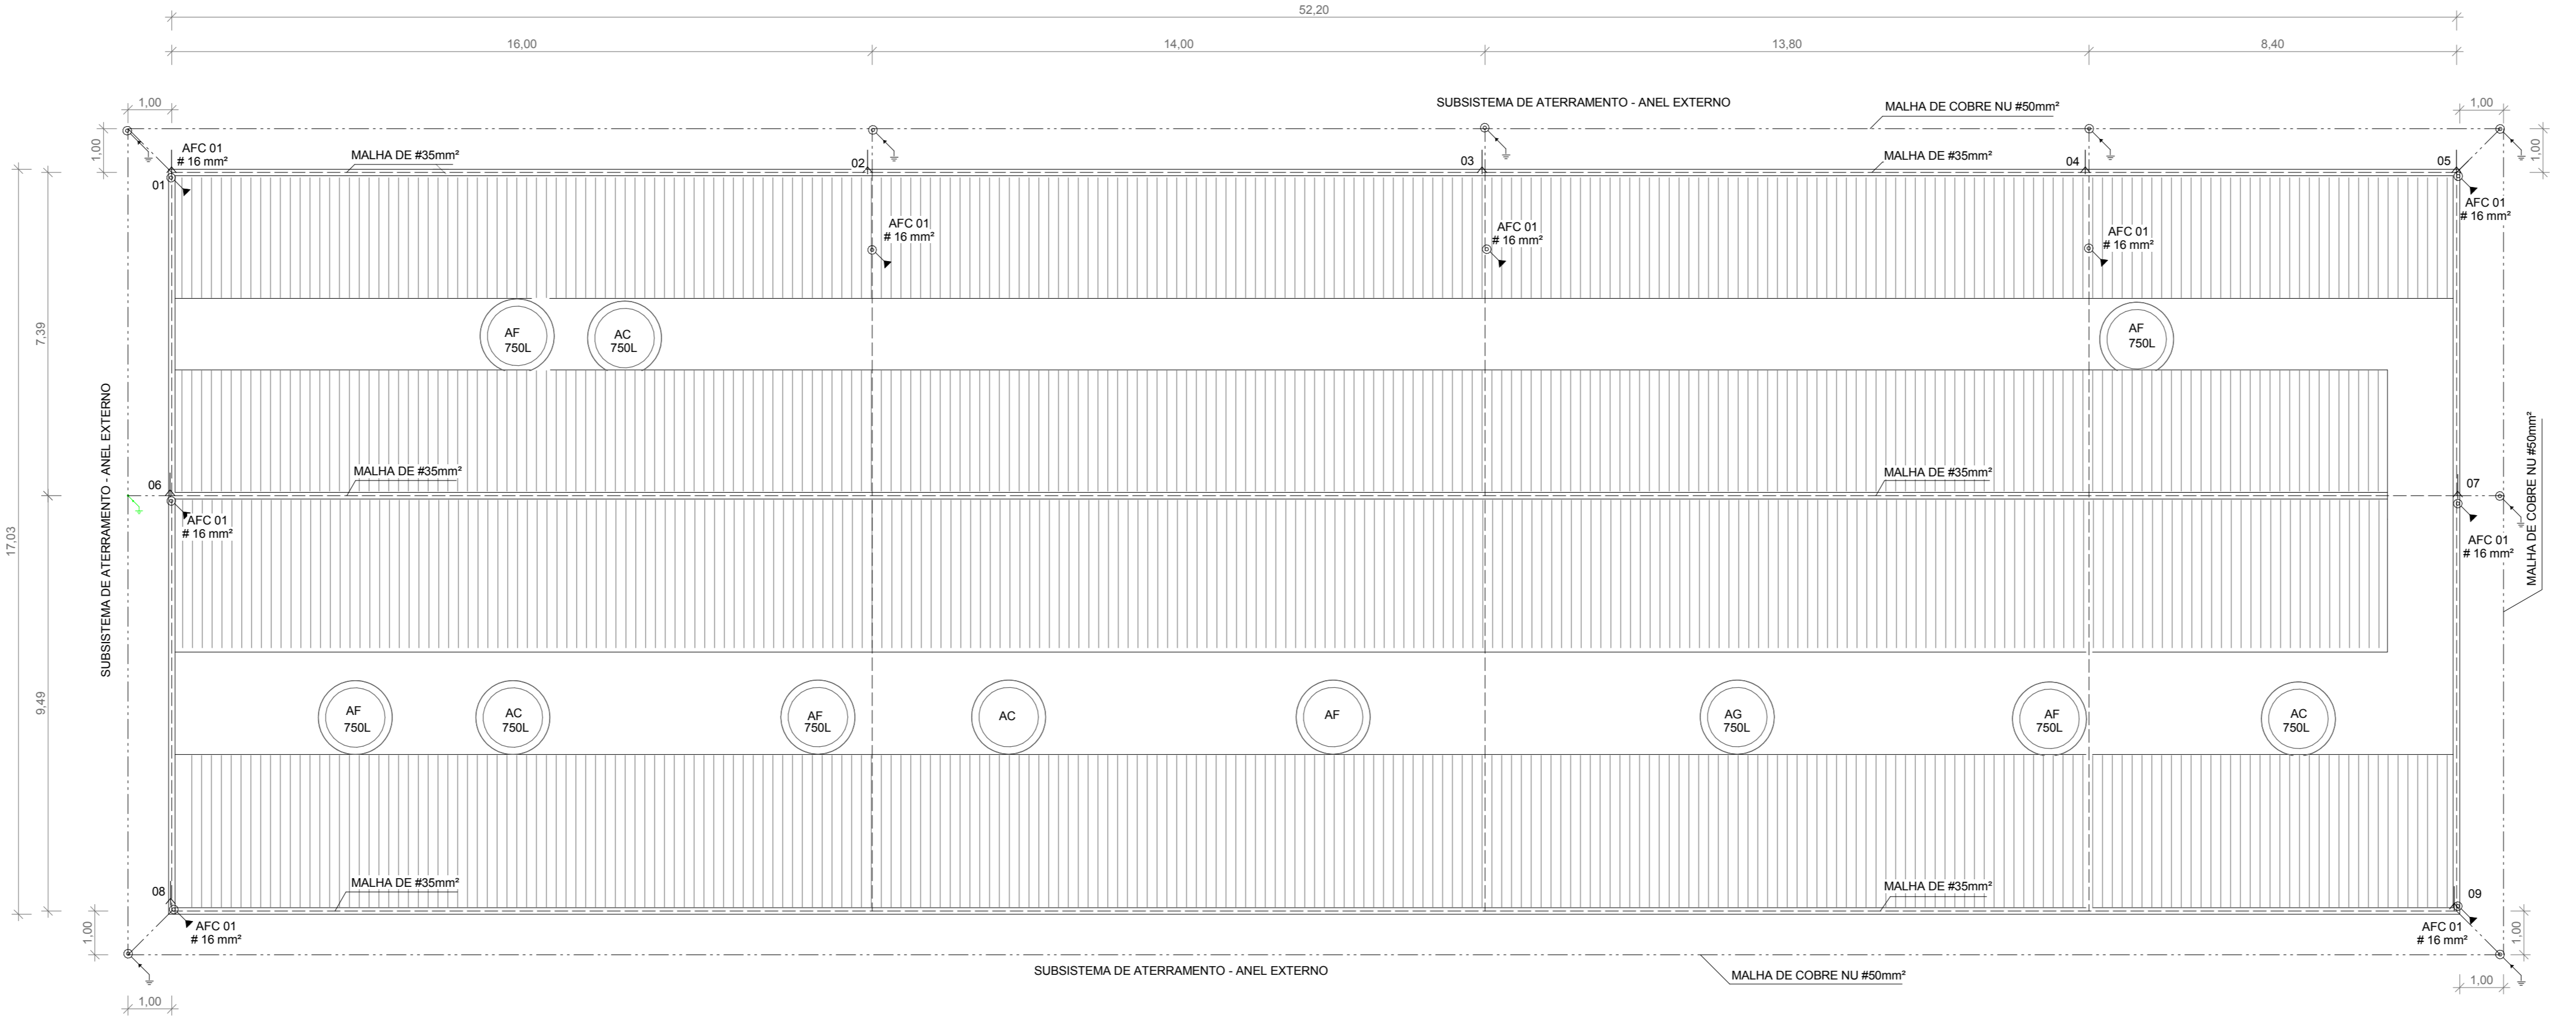 52,20
16,00
14,00
13,80
8,40
1,00
SUBSISTEMA DE ATERRAMENTO - ANEL EXTERNO
MALHA DE COBRE NU #50mm²
1,00
1,00
AFC 01
# 16 mm²
MALHA DE #35mm²
02
03
MALHA DE #35mm²
04
05
1,00
01
AFC 01
# 16 mm²
AFC 01
# 16 mm²
AFC 01
# 16 mm²
AFC 01
# 16 mm²
7,39
AF
750L
AC
750L
AF
750L
SUBSISTEMA DE ATERRAMENTO - ANEL EXTERNO
MALHA DE COBRE NU #50mm²
06
MALHA DE #35mm²
MALHA DE #35mm²
07
AFC 01
# 16 mm²
AFC 01
# 16 mm²
17,03
9,49
AF
750L
AC
750L
AF
750L
AC
AF
AG
750L
AF
750L
AC
750L
08
MALHA DE #35mm²
MALHA DE #35mm²
09
1,00
AFC 01
# 16 mm²
AFC 01
# 16 mm²
1,00
SUBSISTEMA DE ATERRAMENTO - ANEL EXTERNO
MALHA DE COBRE NU #50mm²
1,00
1,00